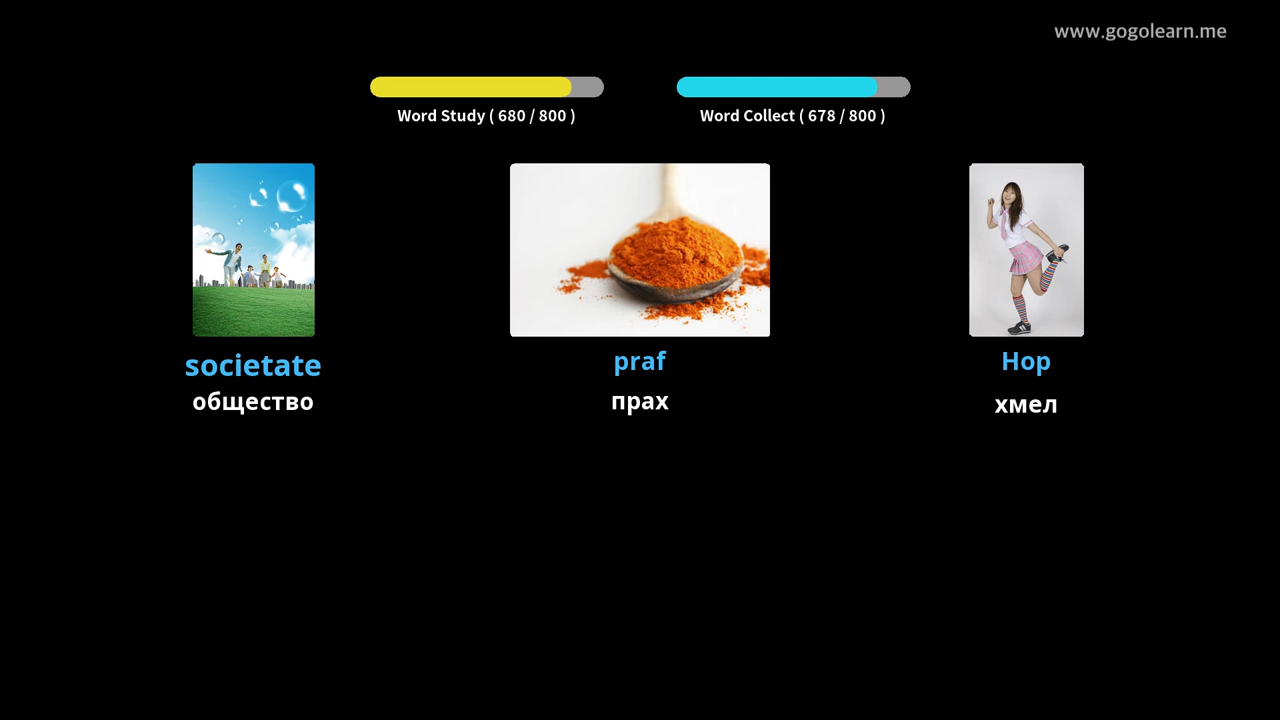 www.gogolearn.me
Word Study ( 680 / 800 )
Word Collect ( 678 / 800 )
societate
общество
praf
прах
Hop
хмел